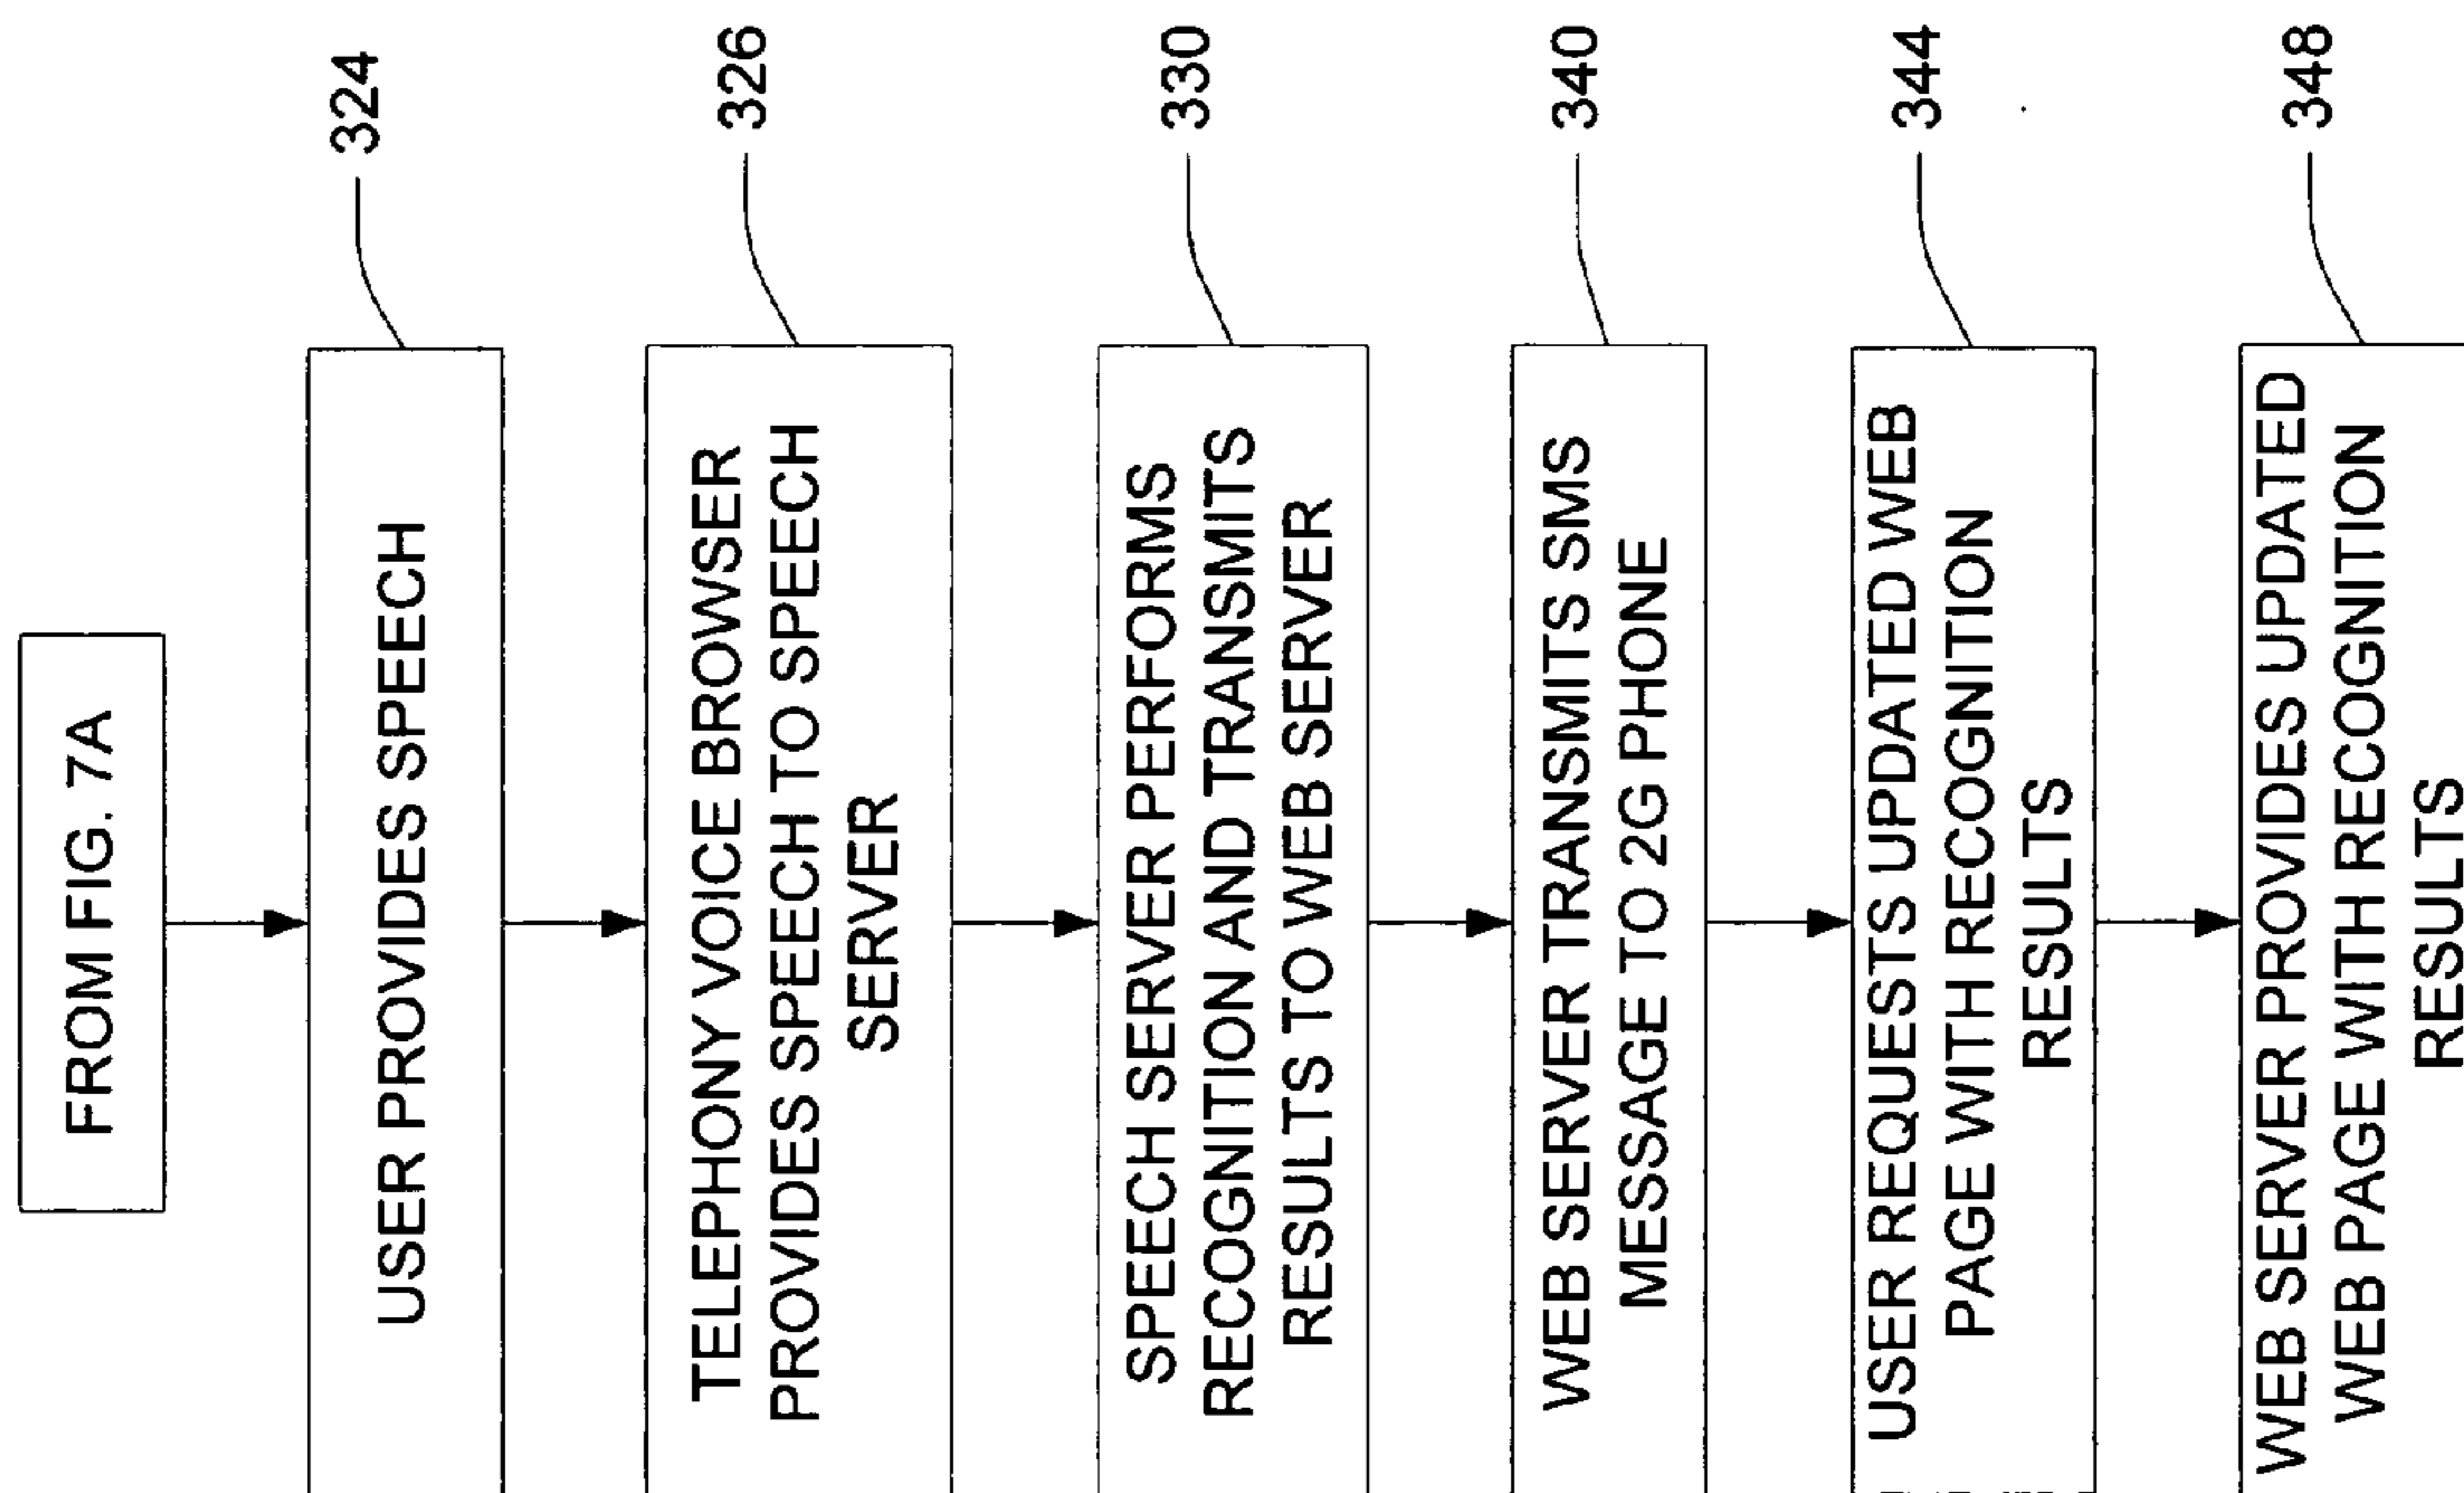 FROM FIG. 7A
USER PROVIDES SPEECH
324
TELEPHONY VOICE BROWSER
PROVIDES SPEECH TO SPEECH
SERVER
326
SPEECH SERVER PERFORMS
RECOGNITION AND TRANSMITS
RESULTS TO WEB SERVER
330
WEB SERVER TRANSMITS SMS
MESSAGE TO 2G PHONE
340
USER REQUESTS UPDATED WEB
PAGE WITH RECOGNITION
RESULTS
344
WEB SERVER PROVIDES UPDATED
WEB PAGE WITH RECOGNITION
RESULTS
348